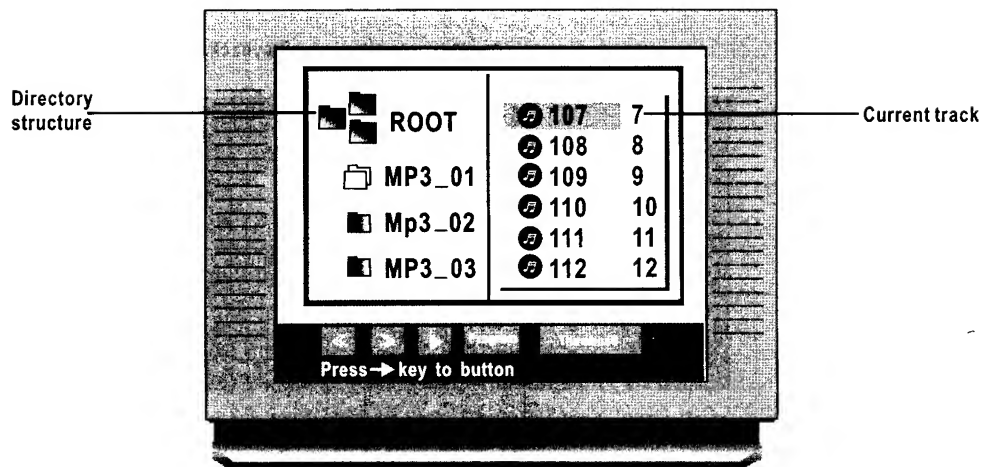 Directory
structure
ROOT
MP3_01
Mp3_02
MP3_03
107 7
108 8
109 9
110 10
111 11
112 12
Current track
Press→ key to button